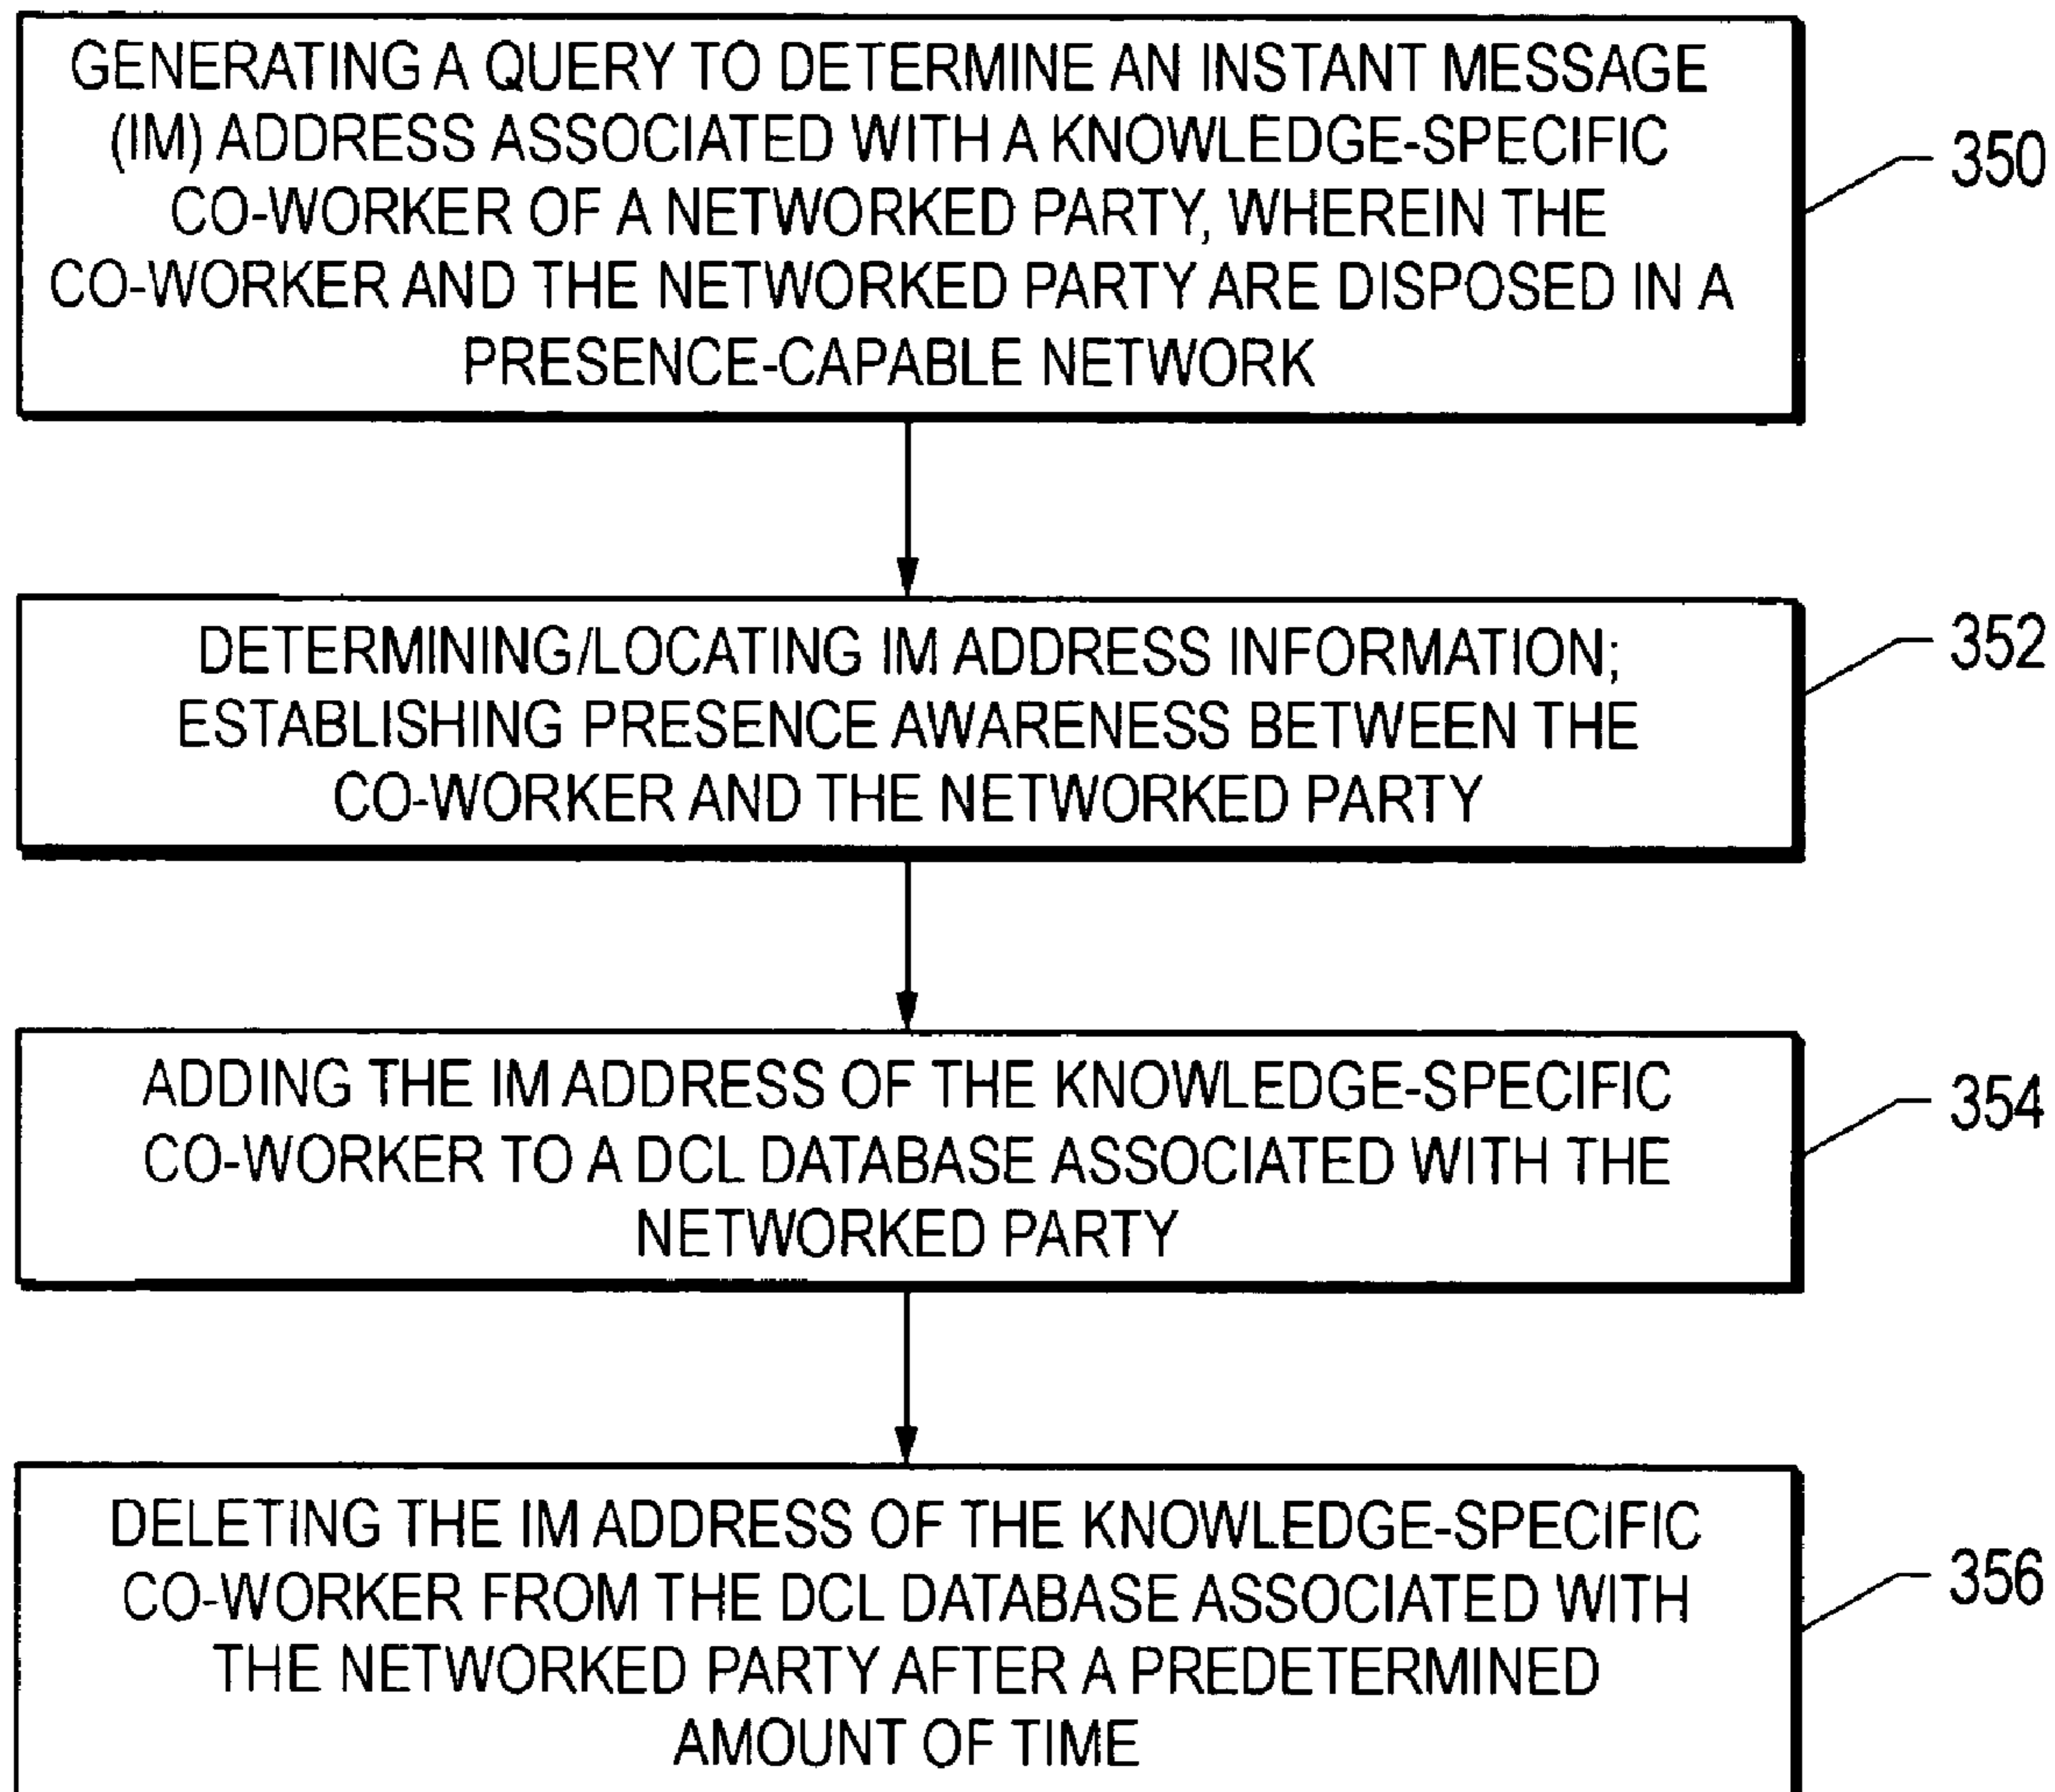 GENERATING A QUERY TO DETERMINE AN INSTANT MESSAGE
(IM) ADDRESS ASSOCIATED WITH A KNOWLEDGE-SPECIFIC
CO-WORKER OF A NETWORKED PARTY, WHEREIN THE
CO-WORKER AND THE NETWORKED PARTY ARE DISPOSED IN A
PRESENCE-CAPABLE NETWORK
350
DETERMINING/LOCATING IM ADDRESS INFORMATION;
ESTABLISHING PRESENCE AWARENESS BETWEEN THE
CO-WORKER AND THE NETWORKED PARTY
352
ADDING THE IM ADDRESS OF THE KNOWLEDGE-SPECIFIC
CO-WORKER TO A DCL DATABASE ASSOCIATED WITH THE
NETWORKED PARTY
354
DELETING THE IM ADDRESS OF THE KNOWLEDGE-SPECIFIC
CO-WORKER FROM THE DCL DATABASE ASSOCIATED WITH
THE NETWORKED PARTY AFTER A PREDETERMINED
AMOUNT OF TIME
356